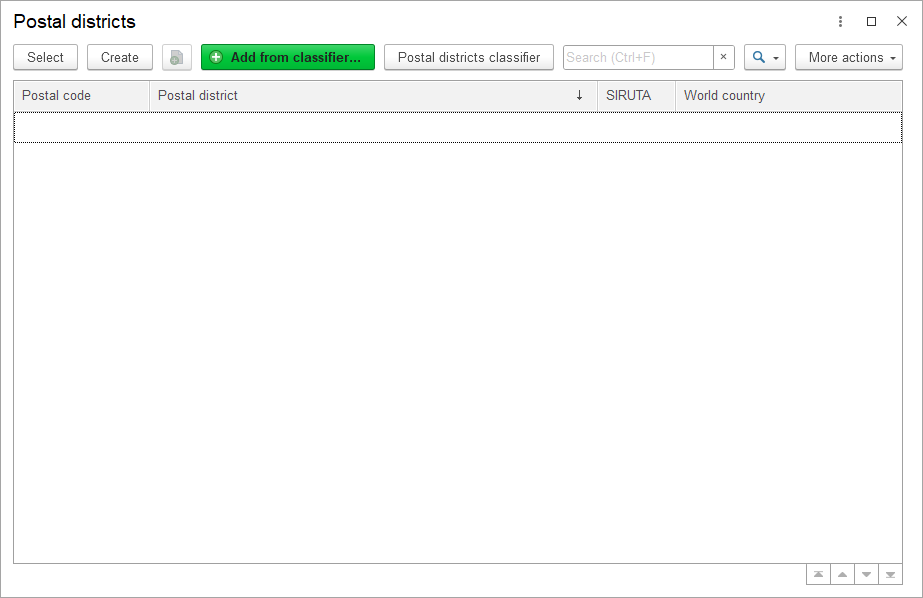 Postal districts
Select Create Add from classifier... Postal districts classifier Search (Ctrl+F) × More actions
Postal code Postal district ↓ SIRUTA World country